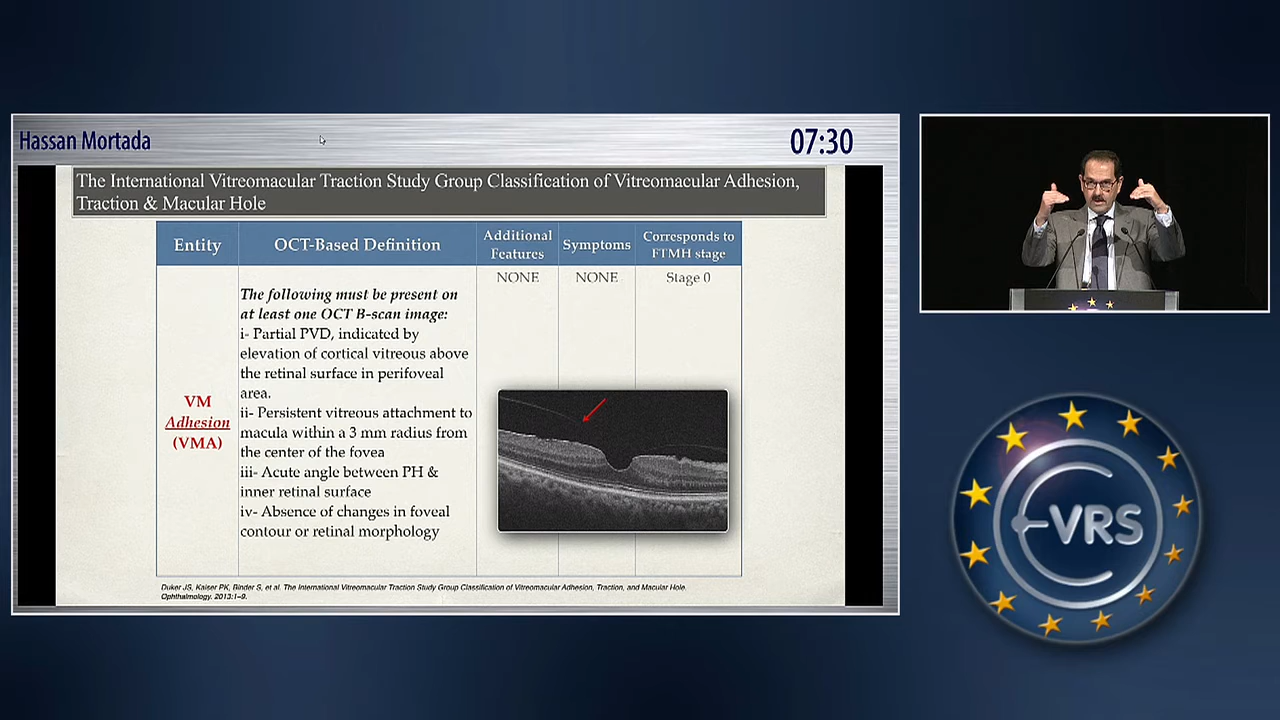 Hassan Mortada
07:30
The International Vitreomacular Traction Study Group Classification of Vitreomacular Adhesion,
Traction & Macular Hole
Entity
OCT-Based Definition
Additional
Features
Symptoms
Corresponds to
FTMH stage
VM
Adhesion
(VMA)
The following must be present on
at least one OCT B-scan image:
i- Partial PVD, indicated by
elevation of cortical vitreous above
the retinal surface in perifoveal
area.
ii- Persistent vitreous attachment to
macula within a 3 mm radius from
the center of the fovea
iii- Acute angle between PH &
inner retinal surface
iv- Absence of changes in foveal
contour or retinal morphology
NONE
NONE
Stage 0
Duker JS, Kaiser PK, Binder S, et al. The International Vitreomacular Traction Study Group Classification of Vitreomacular Adhesion, Traction, and Macular Hole.
Ophthalmology. 2013:1–9.
EVRS